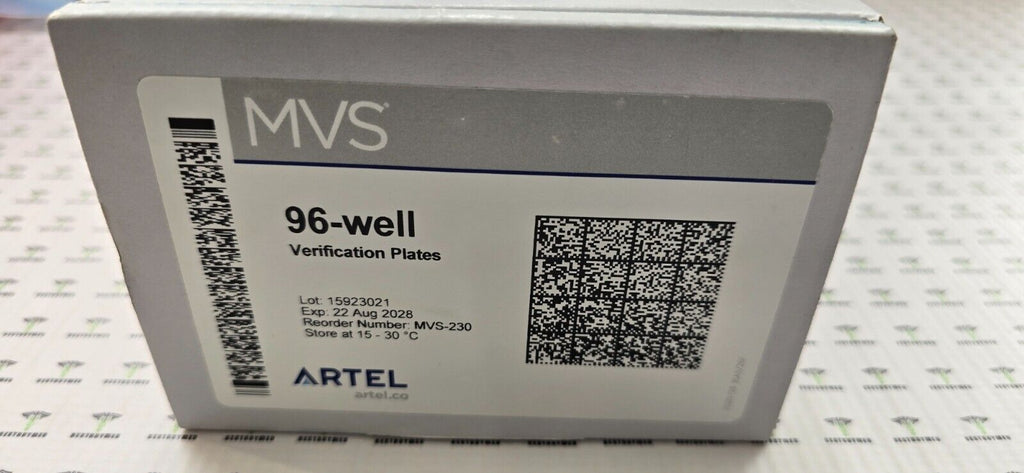 MVS
96-well
Verification Plates
Lot: 15923021
Exp: 22 Aug 2028
Reorder Number: MVS-230
Store at 15 - 30 °C
ARTEL
artel.co